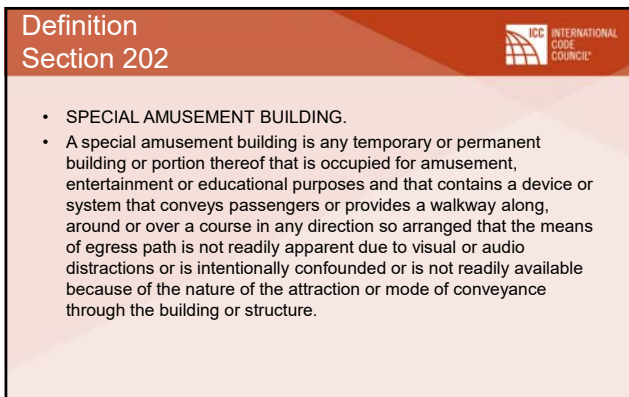 Definition
Section 202
ICC INTERNATIONAL
CODE
COUNCIL®
• SPECIAL AMUSEMENT BUILDING.
• A special amusement building is any temporary or permanent
building or portion thereof that is occupied for amusement,
entertainment or educational purposes and that contains a device or
system that conveys passengers or provides a walkway along,
around or over a course in any direction so arranged that the means
of egress path is not readily apparent due to visual or audio
distractions or is intentionally confounded or is not readily available
because of the nature of the attraction or mode of conveyance
through the building or structure.